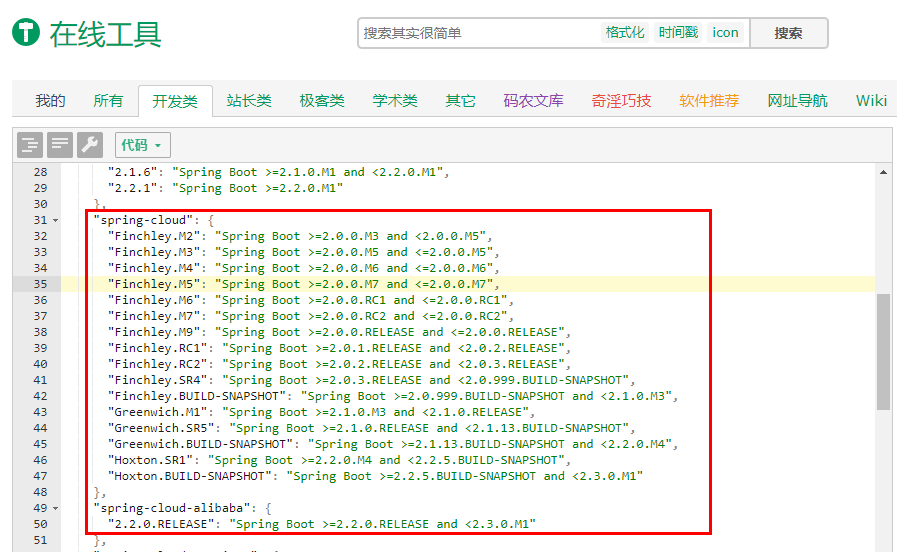 在线工具
搜索其实很简单 格式化 时间戳 icon 搜索
我的 所有 开发类 站长类 极客类 学术类 其它 码农文库 奇淫巧技 软件推荐 网址导航 Wiki
代码
28 "2.1.6": "Spring Boot >=2.1.0.M1 and <2.2.0.M1",
29 "2.2.1": "Spring Boot >=2.2.0.M1"
30 },
31 "spring-cloud": {
32 "Finchley.M2": "Spring Boot >=2.0.0.M3 and <2.0.0.M5",
33 "Finchley.M3": "Spring Boot >=2.0.0.M5 and <=2.0.0.M5",
34 "Finchley.M4": "Spring Boot >=2.0.0.M6 and <=2.0.0.M6",
35 "Finchley.M5": "Spring Boot >=2.0.0.M7 and <=2.0.0.M7",
36 "Finchley.M6": "Spring Boot >=2.0.0.RC1 and <=2.0.0.RC1",
37 "Finchley.M7": "Spring Boot >=2.0.0.RC2 and <=2.0.0.RC2",
38 "Finchley.M9": "Spring Boot >=2.0.0.RELEASE and <=2.0.0.RELEASE",
39 "Finchley.RC1": "Spring Boot >=2.0.1.RELEASE and <2.0.2.RELEASE",
40 "Finchley.RC2": "Spring Boot >=2.0.2.RELEASE and <2.0.3.RELEASE",
41 "Finchley.SR4": "Spring Boot >=2.0.3.RELEASE and <2.0.999.BUILD-SNAPSHOT",
42 "Finchley.BUILD-SNAPSHOT": "Spring Boot >=2.0.999.BUILD-SNAPSHOT and <2.1.0.M3",
43 "Greenwich.M1": "Spring Boot >=2.1.0.M3 and <2.1.0.RELEASE",
44 "Greenwich.SR5": "Spring Boot >=2.1.0.RELEASE and <2.1.13.BUILD-SNAPSHOT",
45 "Greenwich.BUILD-SNAPSHOT": "Spring Boot >=2.1.13.BUILD-SNAPSHOT and <2.2.0.M4",
46 "Hoxton.SR1": "Spring Boot >=2.2.0.M4 and <2.2.5.BUILD-SNAPSHOT",
47 "Hoxton.BUILD-SNAPSHOT": "Spring Boot >=2.2.5.BUILD-SNAPSHOT and <2.3.0.M1"
48 },
49 "spring-cloud-alibaba": {
50 "2.2.0.RELEASE": "Spring Boot >=2.2.0.RELEASE and <2.3.0.M1"
51 },